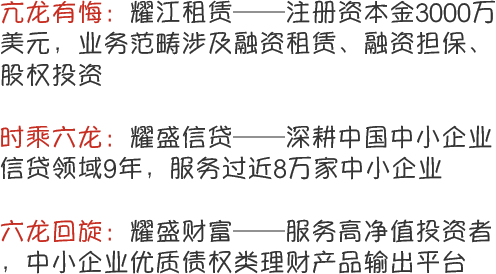 亢龙有悔：耀江租赁——注册资本金3000万
美元，业务范畴涉及融资租赁、融资担保、
股权投资
时乘六龙：耀盛信贷——深耕中国中小企业
信贷领域9年，服务过近8万家中小企业
六龙回旋：耀盛财富——服务高净值投资者
，中小企业优质债权类理财产品输出平台